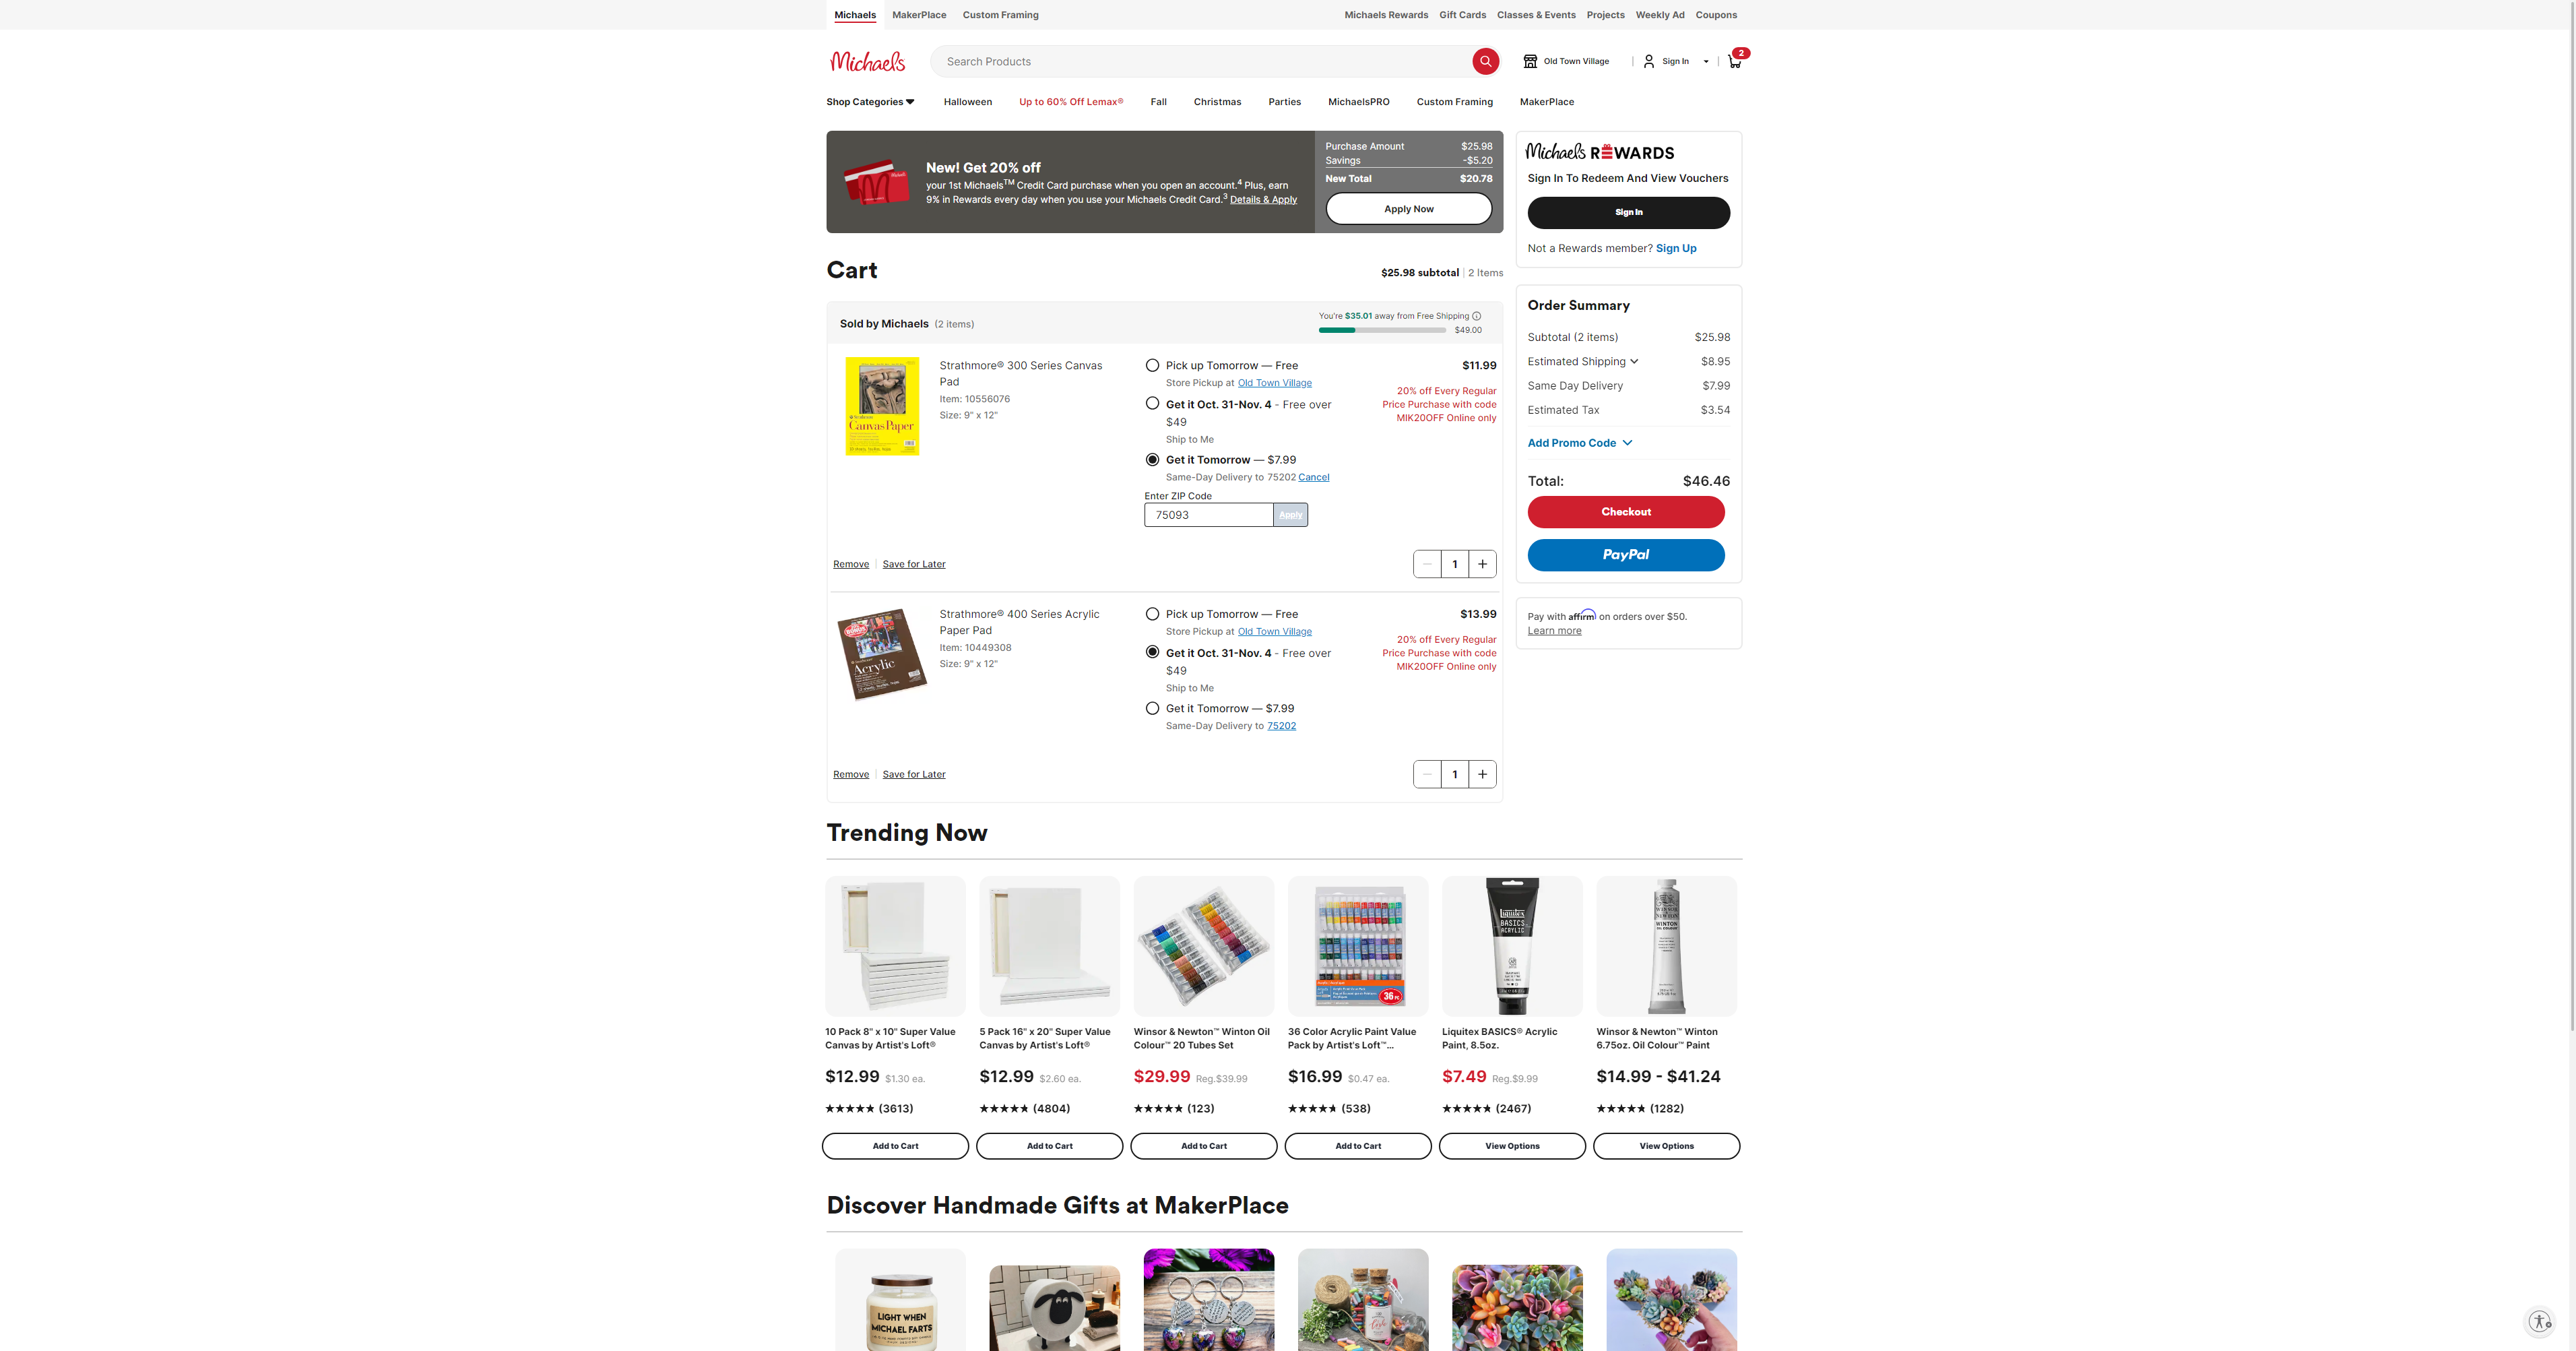 Michaels MakerPlace Custom Framing
Michaels Rewards Gift Cards Classes & Events Projects Weekly Ad Coupons
Michaels
Search Products
Old Town Village
Sign In
2
Shop Categories Halloween Up to 60% Off Lemax® Fall Christmas Parties MichaelsPRO Custom Framing MakerPlace
New! Get 20% off
your 1st Michaels™ Credit Card purchase when you open an account.⁴ Plus, earn
9% in Rewards every day when you use your Michaels Credit Card.³ Details & Apply
Purchase Amount $25.98
Savings -$5.20
New Total $20.78
Apply Now
Michaels REWARDS
Sign In To Redeem And View Vouchers
Sign In
Not a Rewards member? Sign Up
Cart
$25.98 subtotal | 2 Items
Sold by Michaels (2 items)
You're $35.01 away from Free Shipping
$49.00
Canvas Paper
Strathmore® 300 Series Canvas
Pad
Item: 10556076
Size: 9" x 12"
Pick up Tomorrow — Free
Store Pickup at Old Town Village
Get it Oct. 31-Nov. 4 - Free over
$49
Ship to Me
Get it Tomorrow — $7.99
Same-Day Delivery to 75202 Cancel
Enter ZIP Code
75093
Apply
$11.99
20% off Every Regular
Price Purchase with code
MIK20OFF Online only
Remove | Save for Later
1
Acrylic
Strathmore® 400 Series Acrylic
Paper Pad
Item: 10449308
Size: 9" x 12"
Pick up Tomorrow — Free
Store Pickup at Old Town Village
Get it Oct. 31-Nov. 4 - Free over
$49
Ship to Me
Get it Tomorrow — $7.99
Same-Day Delivery to 75202
$13.99
20% off Every Regular
Price Purchase with code
MIK20OFF Online only
Remove | Save for Later
1
Order Summary
Subtotal (2 items) $25.98
Estimated Shipping $8.95
Same Day Delivery $7.99
Estimated Tax $3.54
Add Promo Code
Total: $46.46
Checkout
PayPal
Pay with affirm on orders over $50.
Learn more
Trending Now
Liquitex
BASICS
ACRYLIC
WINTON
36
10 Pack 8" x 10" Super Value
Canvas by Artist's Loft®
$12.99 $1.30 ea.
(3613)
Add to Cart
5 Pack 16" x 20" Super Value
Canvas by Artist's Loft®
$12.99 $2.60 ea.
(4804)
Add to Cart
Winsor & Newton™ Winton Oil
Colour™ 20 Tubes Set
$29.99 Reg.$39.99
(123)
Add to Cart
36 Color Acrylic Paint Value
Pack by Artist's Loft™...
$16.99 $0.47 ea.
(538)
Add to Cart
Liquitex BASICS® Acrylic
Paint, 8.5oz.
$7.49 Reg.$9.99
(2467)
View Options
Winsor & Newton™ Winton
6.75oz. Oil Colour™ Paint
$14.99 - $41.24
(1282)
View Options
Discover Handmade Gifts at MakerPlace
LIGHT WHEN
MICHAEL FARTS